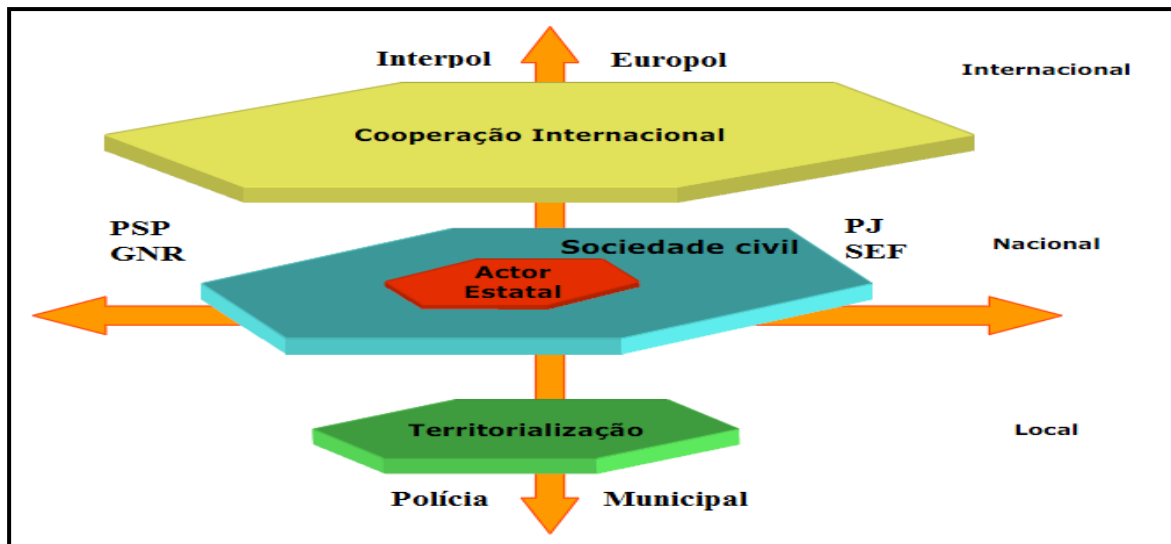 Interpol Europol
Internacional
Cooperação Internacional
PSP
GNR
PJ
SEF
Sociedade civil
Nacional
Actor
Estatal
Territorialização
Local
Polícia Municipal